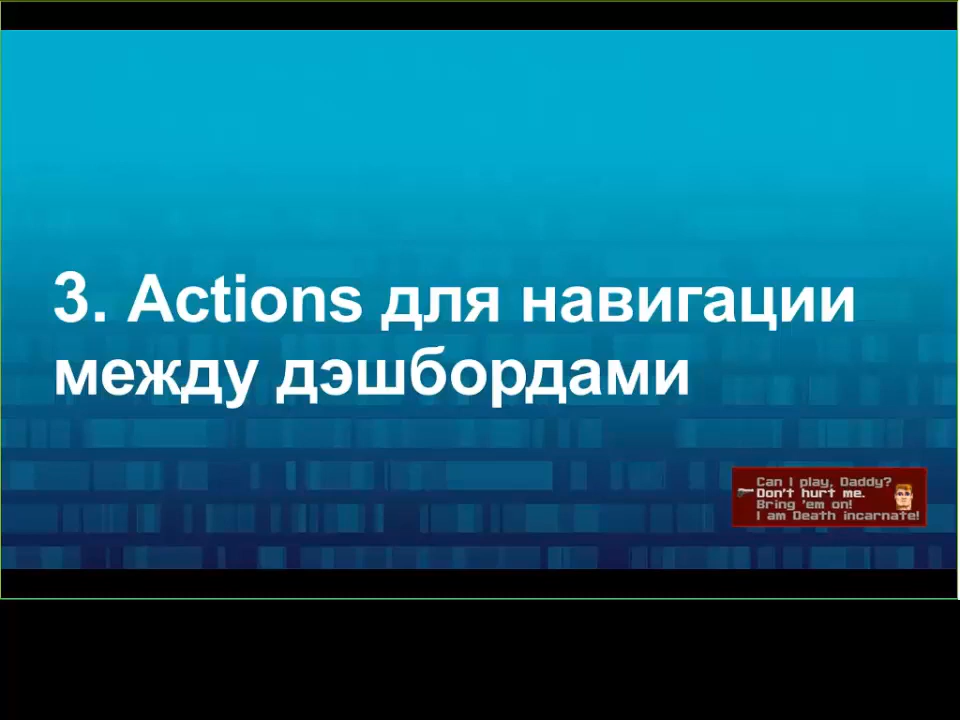 3. Actions для навигации
между дэшбордами
Can I play, Daddy?
Don't hurt me.
Bring 'em on!
I am Death incarnate!